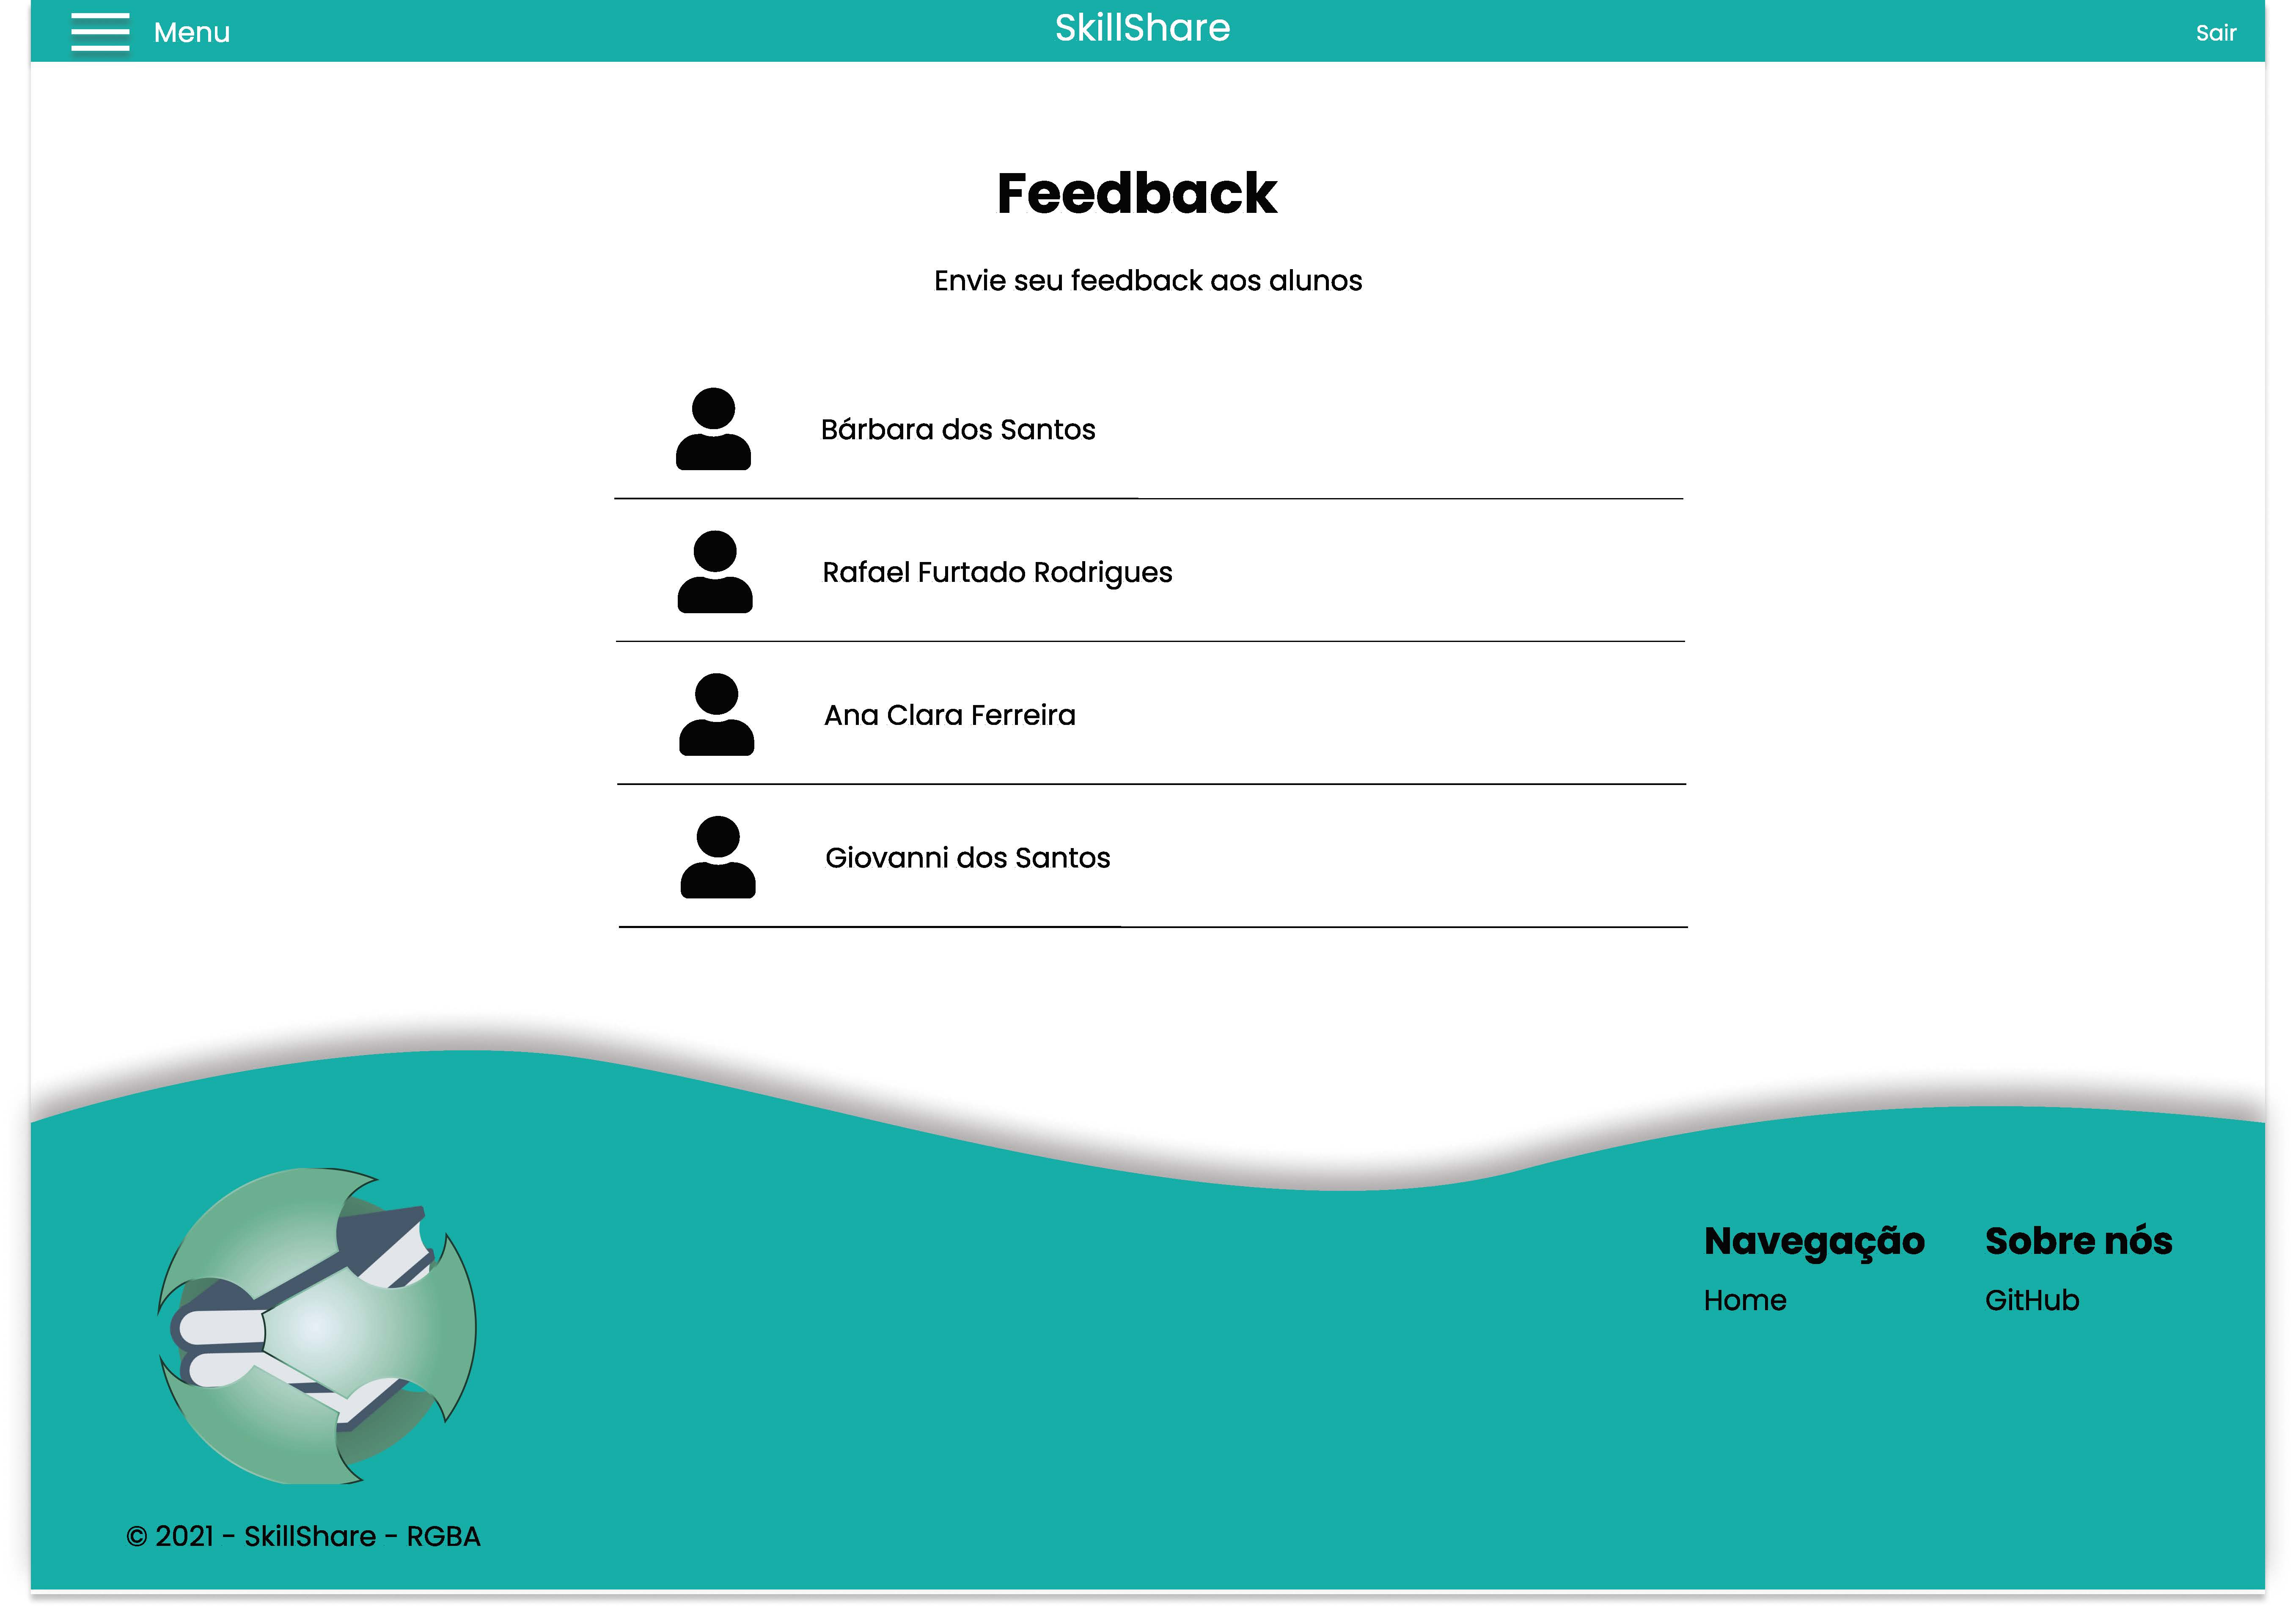 Menu
SkillShare
Sair
Feedback
Envie seu feedback aos alunos
Bárbara dos Santos
Rafael Furtado Rodrigues
Ana Clara Ferreira
Giovanni dos Santos
Navegação
Home
Sobre nós
GitHub
© 2021 - SkillShare - RGBA